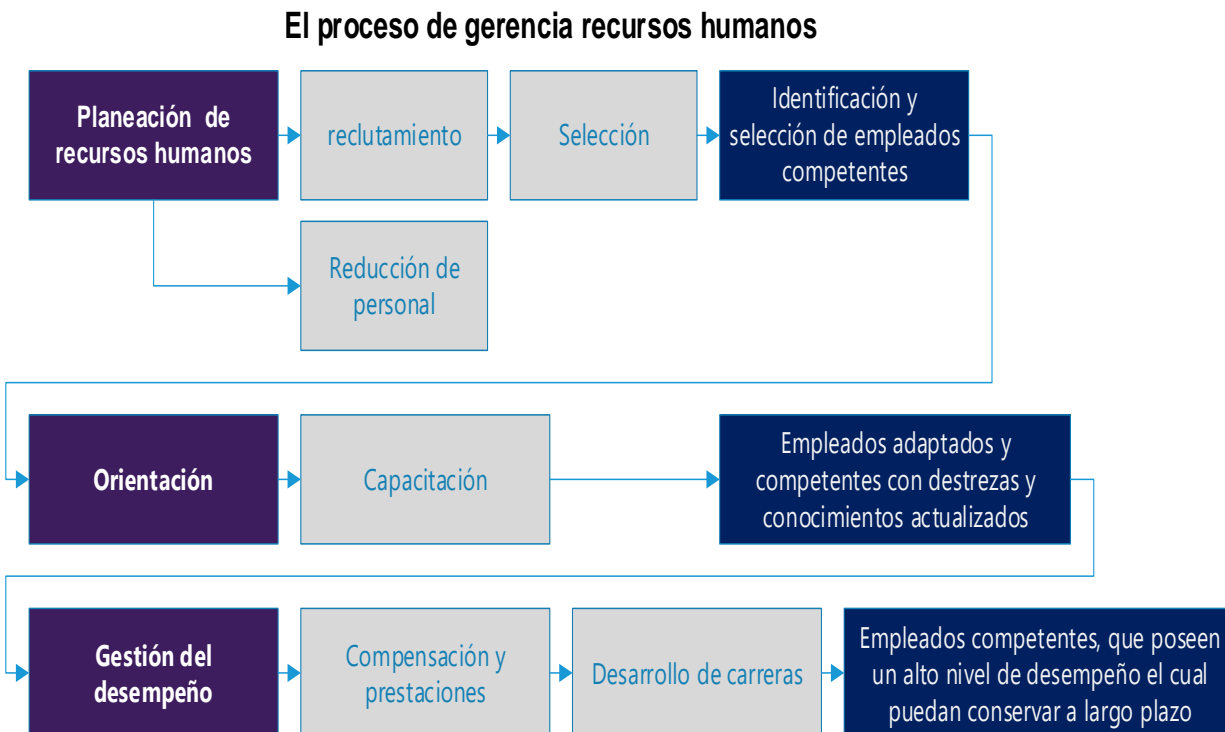 El proceso de gerencia recursos humanos
Planeación de
recursos humanos
reclutamiento
Selección
Identificación y
selección de empleados
competentes
Reducción de
personal
Orientación
Capacitación
Empleados adaptados y
competentes con destrezas y
conocimientos actualizados
Gestión del
desempeño
Compensación y
prestaciones
Desarrollo de carreras
Empleados competentes, que poseen
un alto nivel de desempeño el cual
puedan conservar a largo plazo